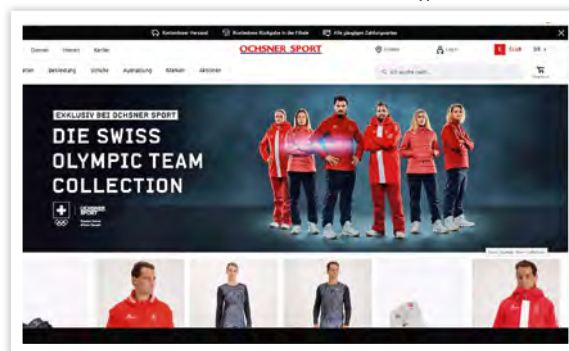 Kostenloser Versand Kostenlose Rückgabe in der Filiale Alle gängigen Zahlungsarten
Damen Herren Kinder OCHSNER SPORT Login
Bekleidung Schuhe Ausrüstung Marken Aktionen Ich suche nach...
EXKLUSIV BEI OCHSNER SPORT
DIE SWISS
OLYMPIC TEAM
COLLECTION
OCHSNER
SPORT